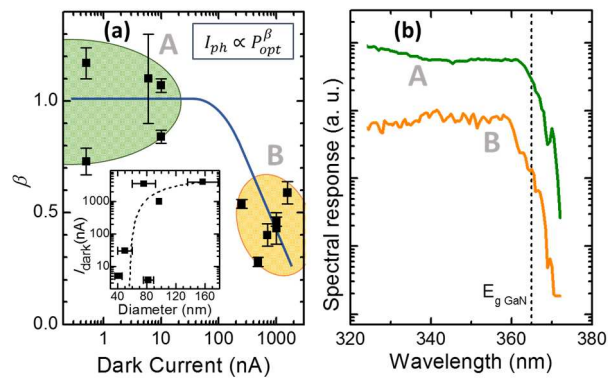 (a)
A
I_ph ∝ P_opt^β
B
β
1.0
0.5
0.0
I_dark(nA)
1000
100
10
40 80 120 160
Diameter (nm)
1 10 100 1000
Dark Current (nA)
(b)
A
B
E_g GaN
Spectral response (a. u.)
320 340 360 380
Wavelength (nm)